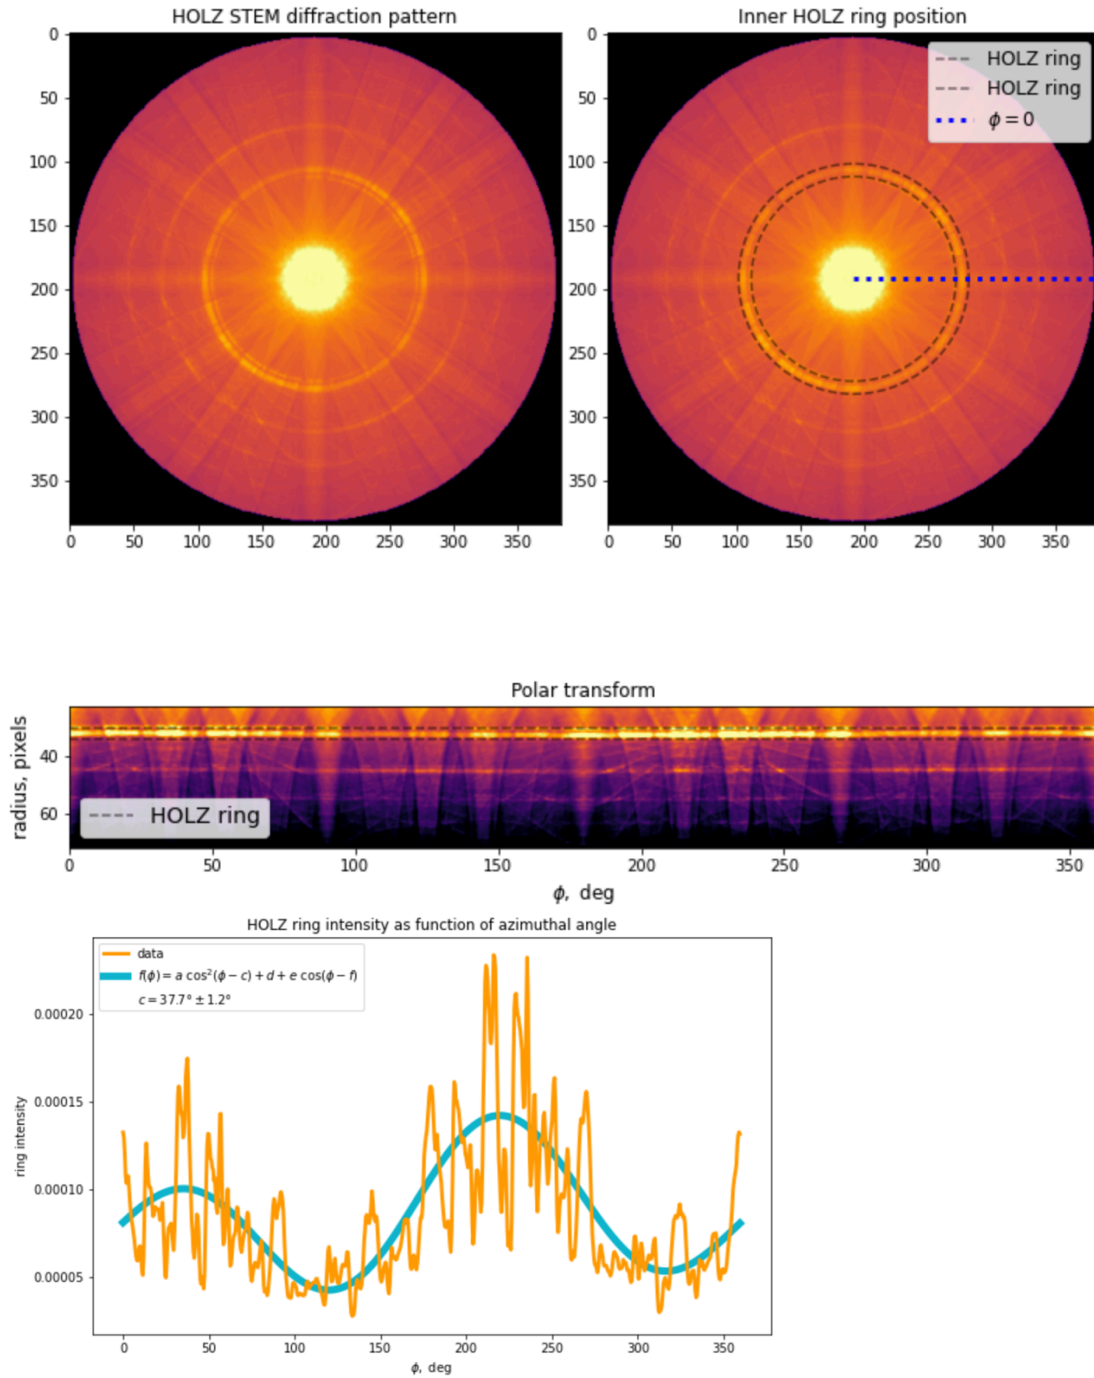 HOLZ STEM diffraction pattern
Inner HOLZ ring position
0
50
100
150
200
250
300
350
0 50 100 150 200 250 300 350
0
50
100
150
200
250
300
350
HOLZ ring
HOLZ ring
ϕ = 0
0 50 100 150 200 250 300 350
Polar transform
radius, pixels
40
60
HOLZ ring
0 50 100 150 200 250 300 350
ϕ, deg
HOLZ ring intensity as function of azimuthal angle
data
f(ϕ) = a cos²(ϕ − c) + d + e cos(ϕ − f)
c = 37.7° ± 1.2°
ring intensity
0.00020
0.00015
0.00010
0.00005
0 50 100 150 200 250 300 350
ϕ, deg